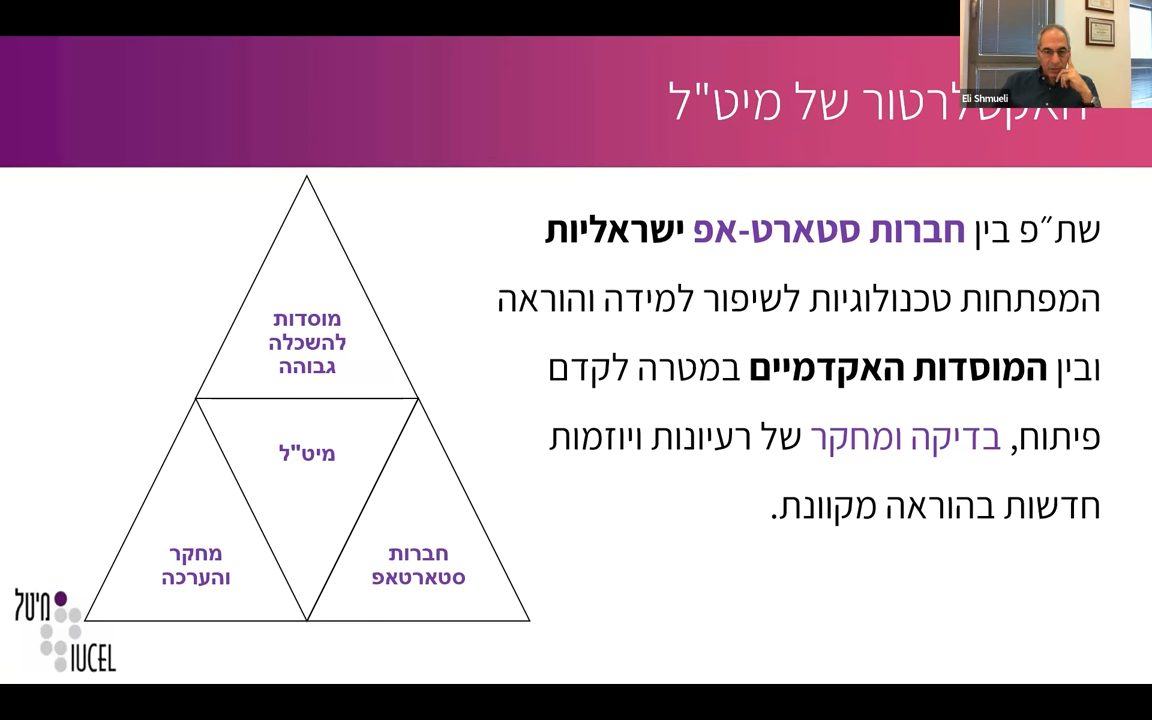 של מיט"ל
Eli Shmueli
שת״פ בין חברות סטארט-אפ ישראליות
המפתחות טכנולוגיות לשיפור למידה והוראה
ובין המוסדות האקדמיים במטרה לקדם
פיתוח, בדיקה ומחקר של רעיונות ויוזמות
חדשות בהוראה מקוונת.
מוסדות
להשכלה
גבוהה
מיט"ל
חברות
סטארטאפ
מחקר
והערכה
מיטל
IUCEL